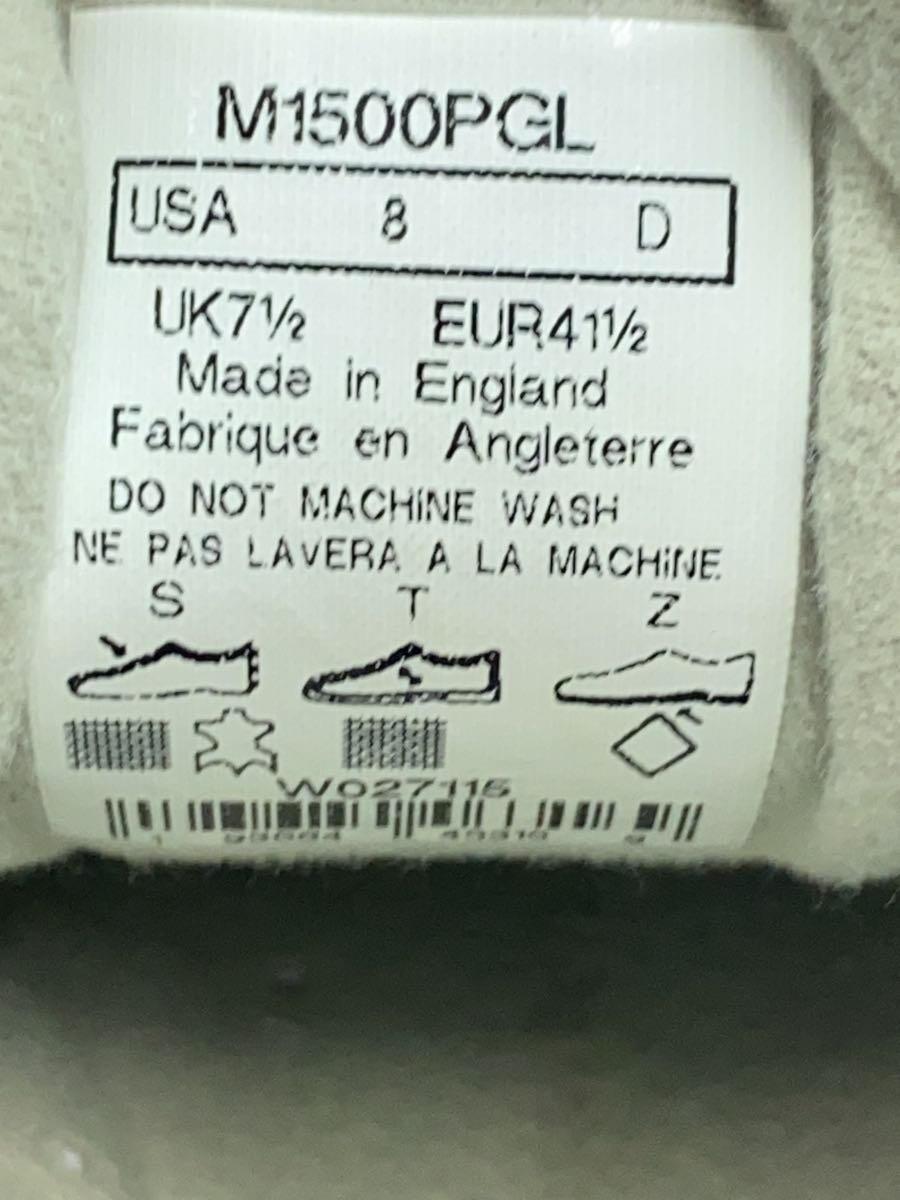 M1500PGL
USA 8 D
UK7½ EUR41½
Made in England
Fabrique en Angleterre
DO NOT MACHINE WASH
NE PAS LAVERA A LA MACHINE
S T Z
W027115